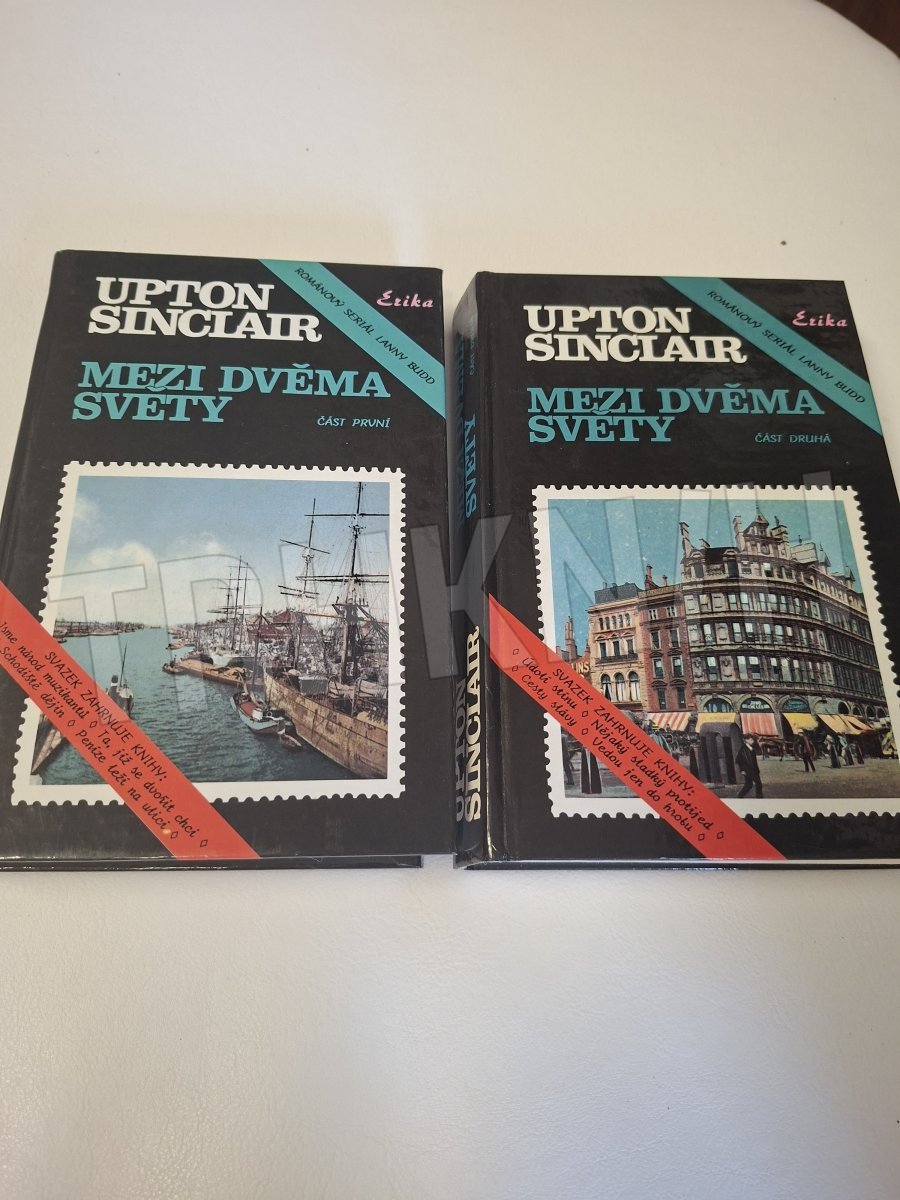 UPTON
SINCLAIR
ROMÁNOVÝ SERIÁL LANNY BUDD
Erika
MEZI DVĚMA
SVĚTY
ČÁST PRVNÍ
SVAZEK ZAHRNUJE KNIHY:
Jsme národ muzikantů ◊ Ta, jíž se dvořit chci
◊ Schodiště dějin ◊ Peníze leží na ulici ◊
UPTON
SINCLAIR
ROMÁNOVÝ SERIÁL LANNY BUDD
Erika
MEZI DVĚMA
SVĚTY
ČÁST DRUHÁ
SVAZEK ZAHRNUJE KNIHY:
◊ Údolí stínu ◊ Nějaký sladký protijed ◊
◊ Cesty slávy ◊ Vedou jen do hrobu ◊
SVĚTY
UPTON
SINCLAIR